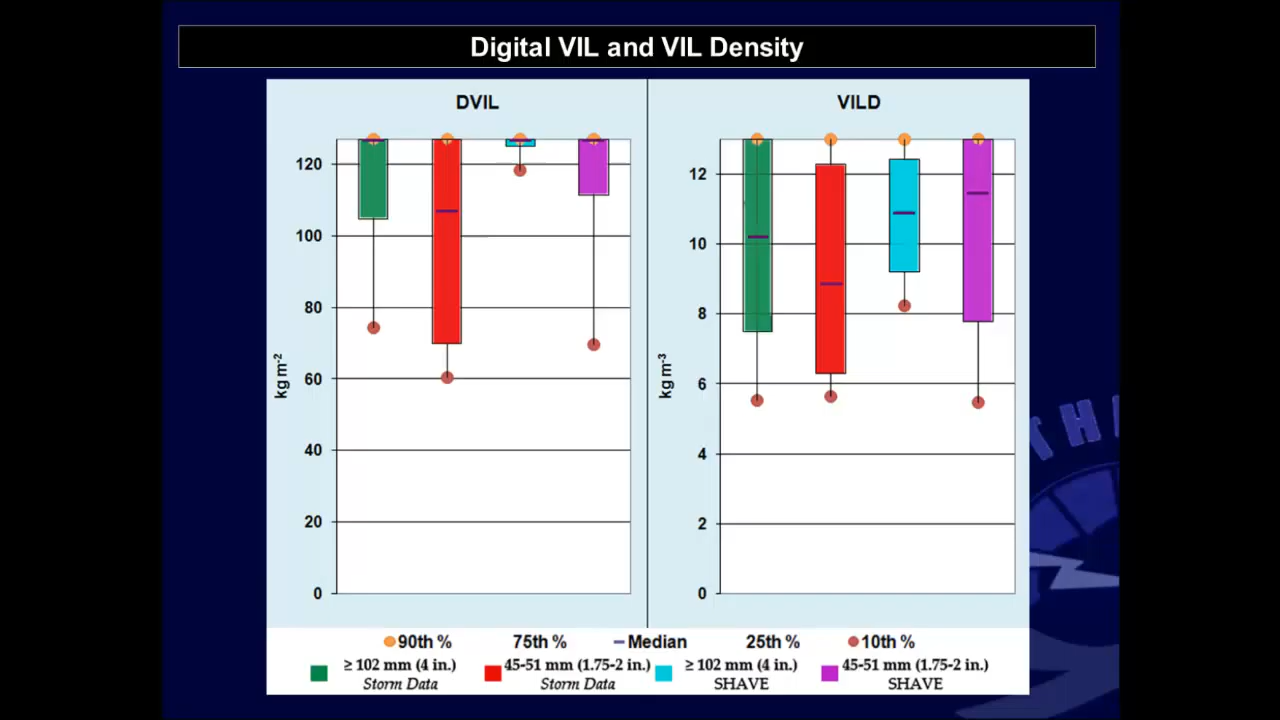 Digital VIL and VIL Density
DVIL
VILD
120
100
80
60
40
20
0
kg m-2
12
10
8
6
4
2
0
kg m-3
90th % 75th % Median 25th % 10th %
≥ 102 mm (4 in.) 45-51 mm (1.75-2 in.) ≥ 102 mm (4 in.) 45-51 mm (1.75-2 in.)
Storm Data Storm Data SHAVE SHAVE